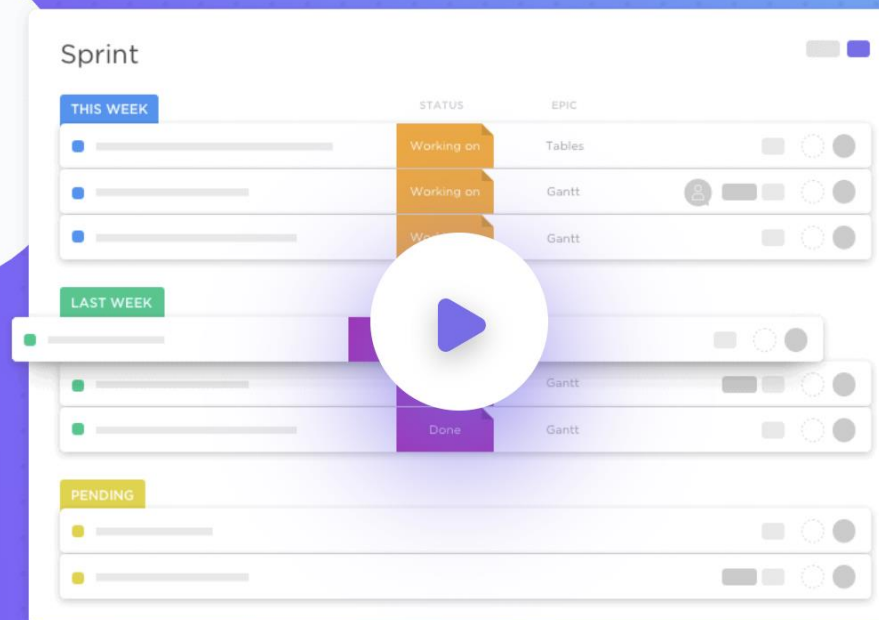 Sprint
THIS WEEK STATUS EPIC
Working on Tables
Working on Gantt
Gantt
LAST WEEK
Gantt
Done Gantt
PENDING